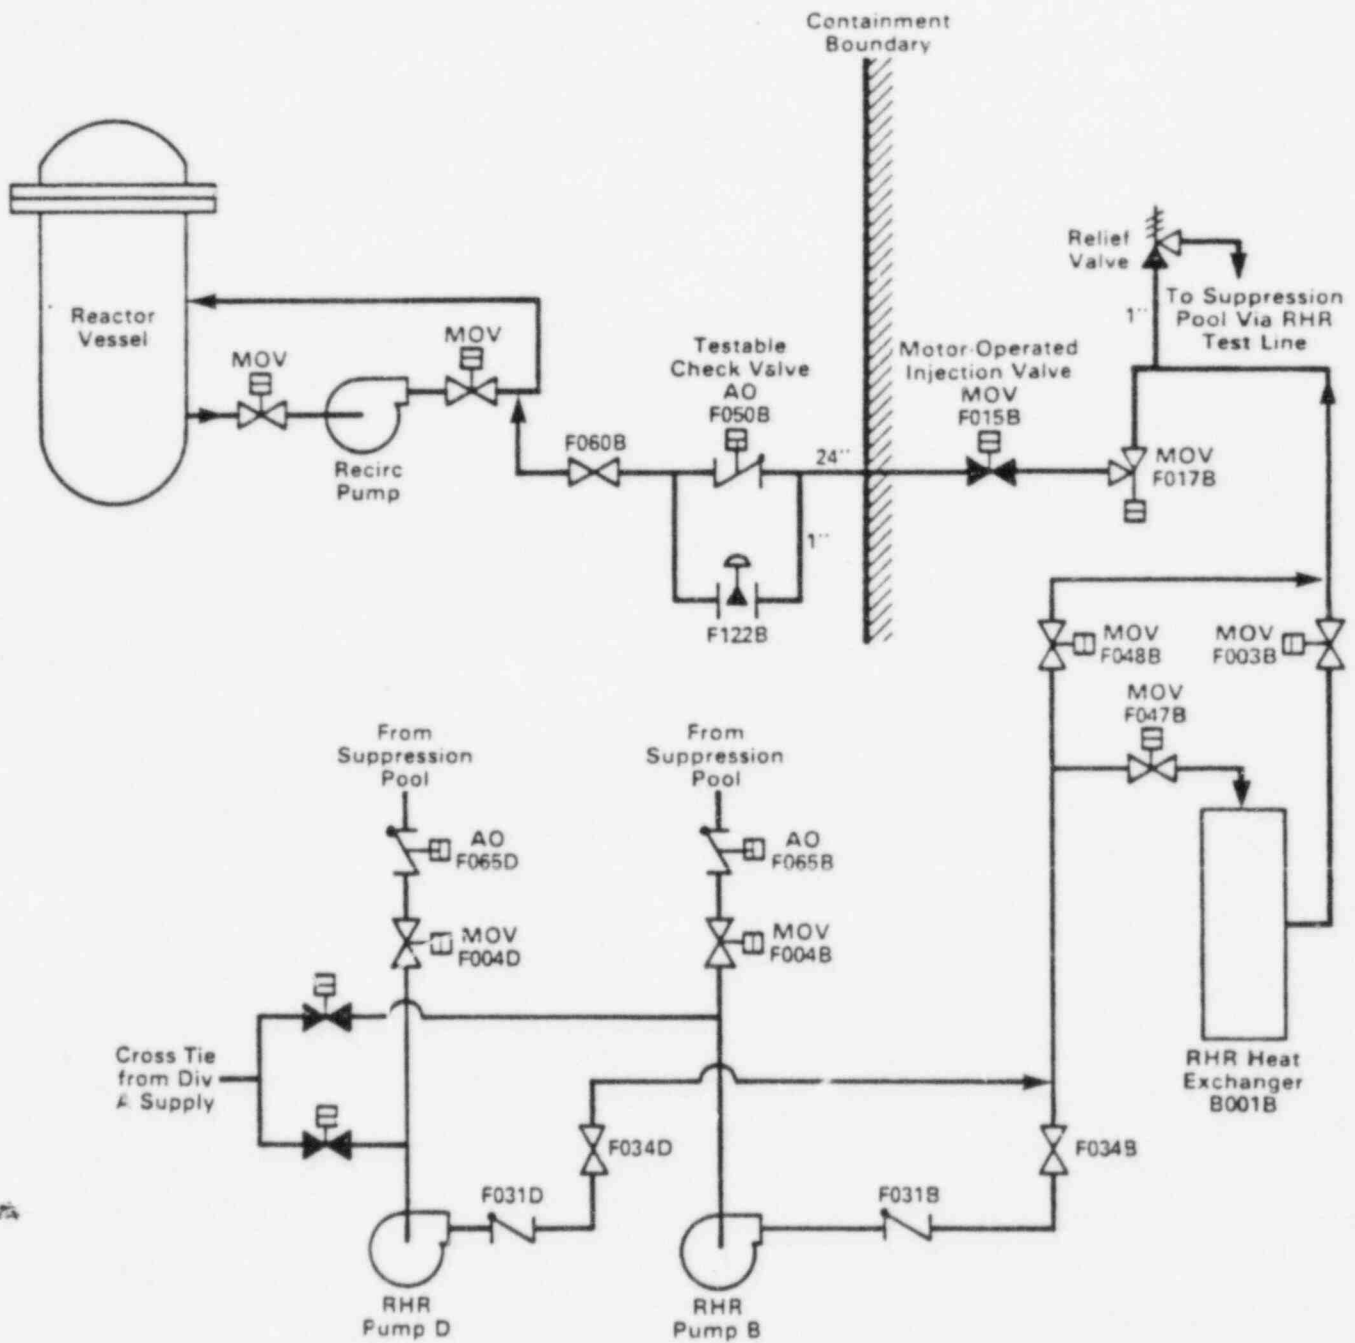 Containment
Boundary
Reactor
Vessel
MOV
MOV
Recirc
Pump
F060B
Testable
Check Valve
AO
F050B
24''
1''
F122B
Motor-Operated
Injection Valve
MOV
F015B
Relief
Valve
1''
To Suppression
Pool Via RHR
Test Line
MOV
F017B
MOV
F048B
MOV
F003B
MOV
F047B
From
Suppression
Pool
From
Suppression
Pool
AO
F065D
AO
F065B
MOV
F004D
MOV
F004B
Cross Tie
from Div
A Supply
RHR Heat
Exchanger
B001B
F034D
F034B
F031D
F031B
RHR
Pump D
RHR
Pump B